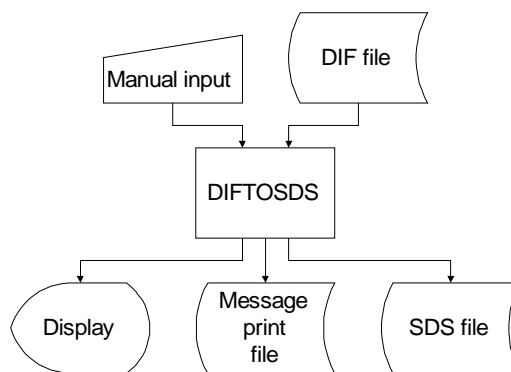 Manual input
DIF file
DIFTOSDS
Display
Message
print
file
SDS file